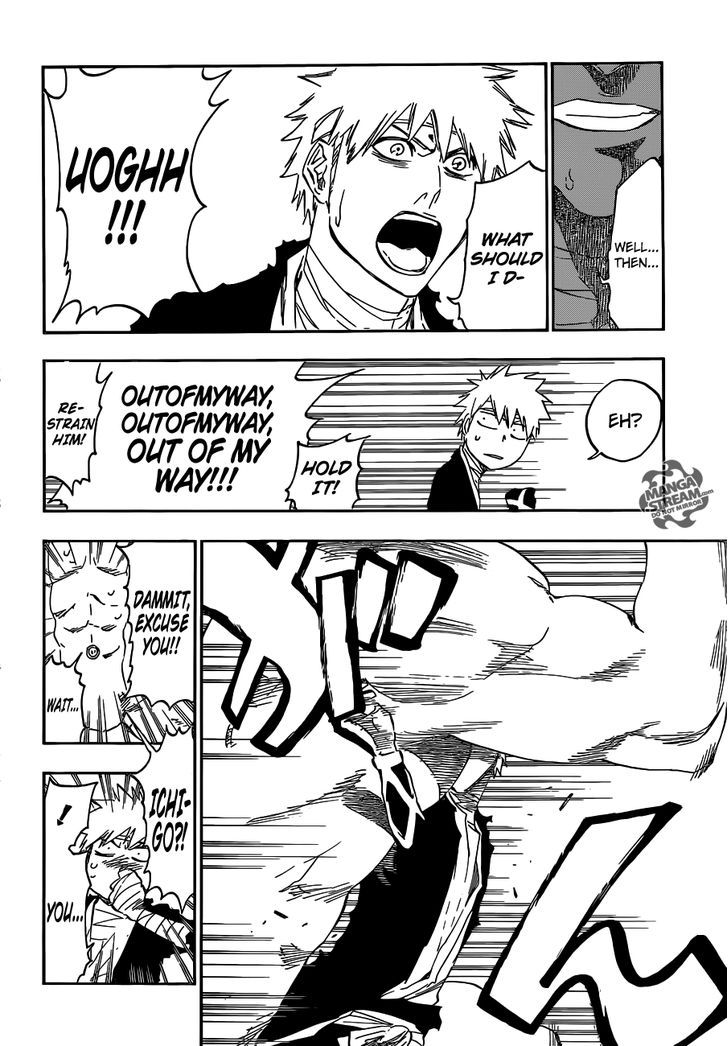 WELL...
THEN...
WHAT
SHOULD
I D-
UOGHH
!!!
EH?
HOLD
IT!
OUTOFMYWAY,
OUTOFMYWAY,
OUT OF MY
WAY!!!
RE-
STRAIN
HIM!
MANGA
STREAM.com
DO NOT MIRROR
DAMMIT,
EXCUSE
YOU!!
WAIT...
ICHI-
GO?!
!
YOU...